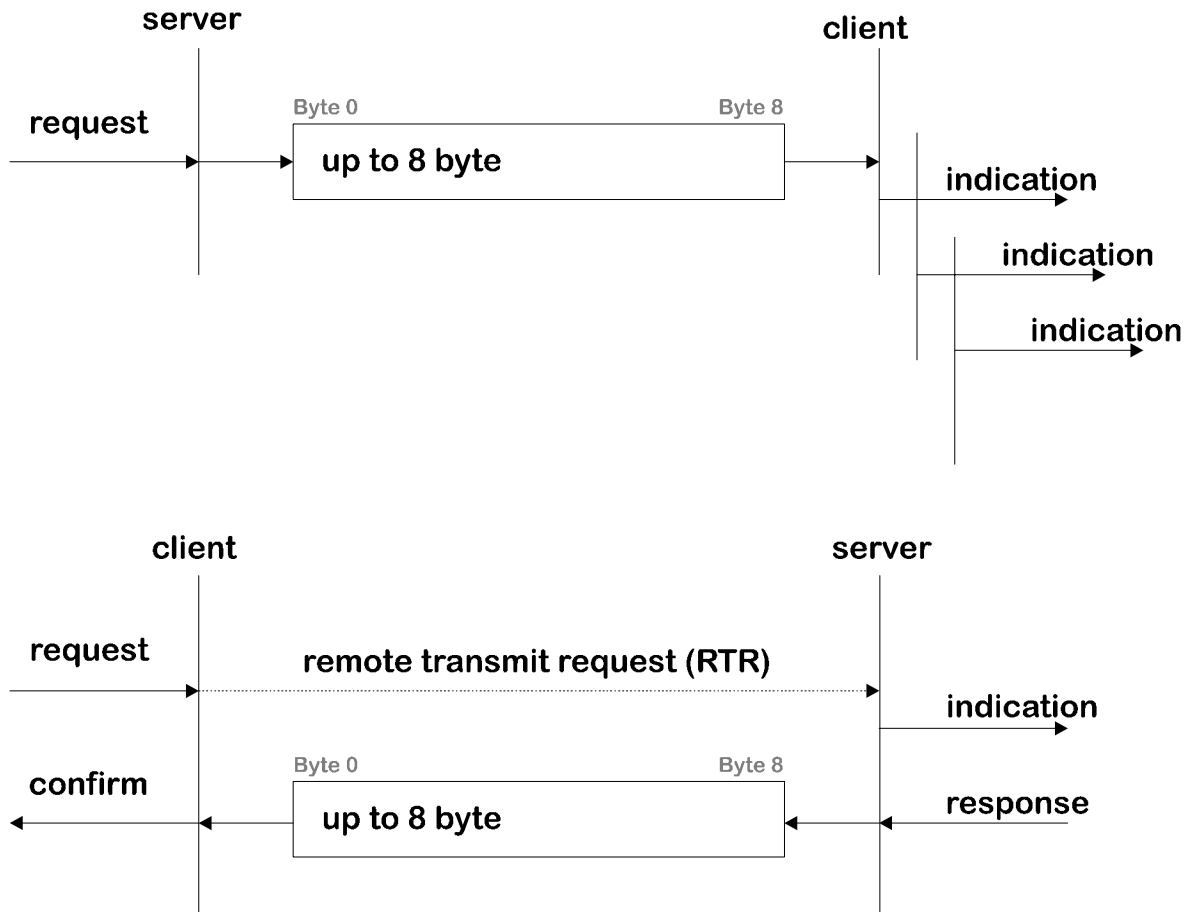 server
client
request
Byte 0
Byte 8
up to 8 byte
indication
indication
indication
client
server
request
remote transmit request (RTR)
indication
confirm
Byte 0
Byte 8
up to 8 byte
response